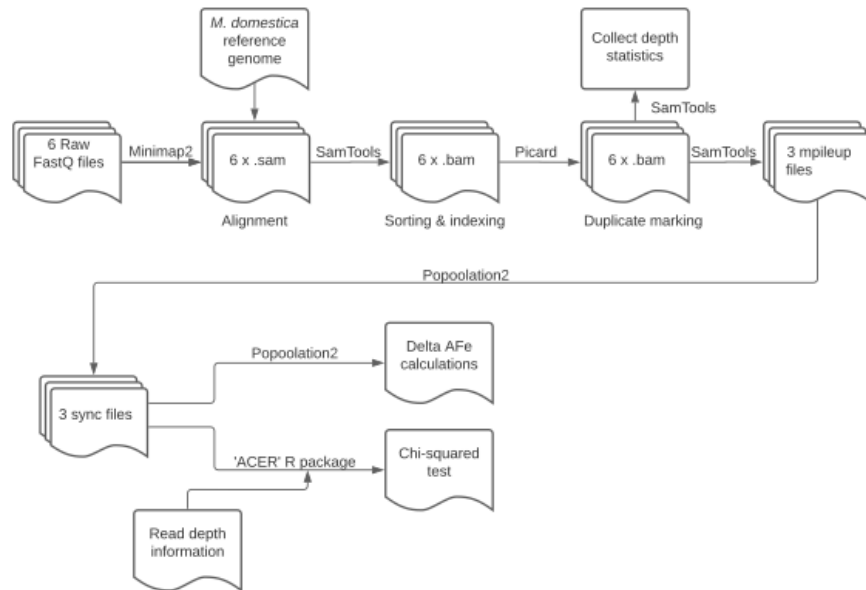 M. domestica
reference
genome
Collect depth
statistics
SamTools
6 Raw
FastQ files
Minimap2
6 x .sam
SamTools
6 x .bam
Picard
6 x .bam
SamTools
3 mpileup
files
Alignment
Sorting & indexing
Duplicate marking
Popoolation2
Popoolation2
Delta AFe
calculations
3 sync files
'ACER' R package
Chi-squared
test
Read depth
information